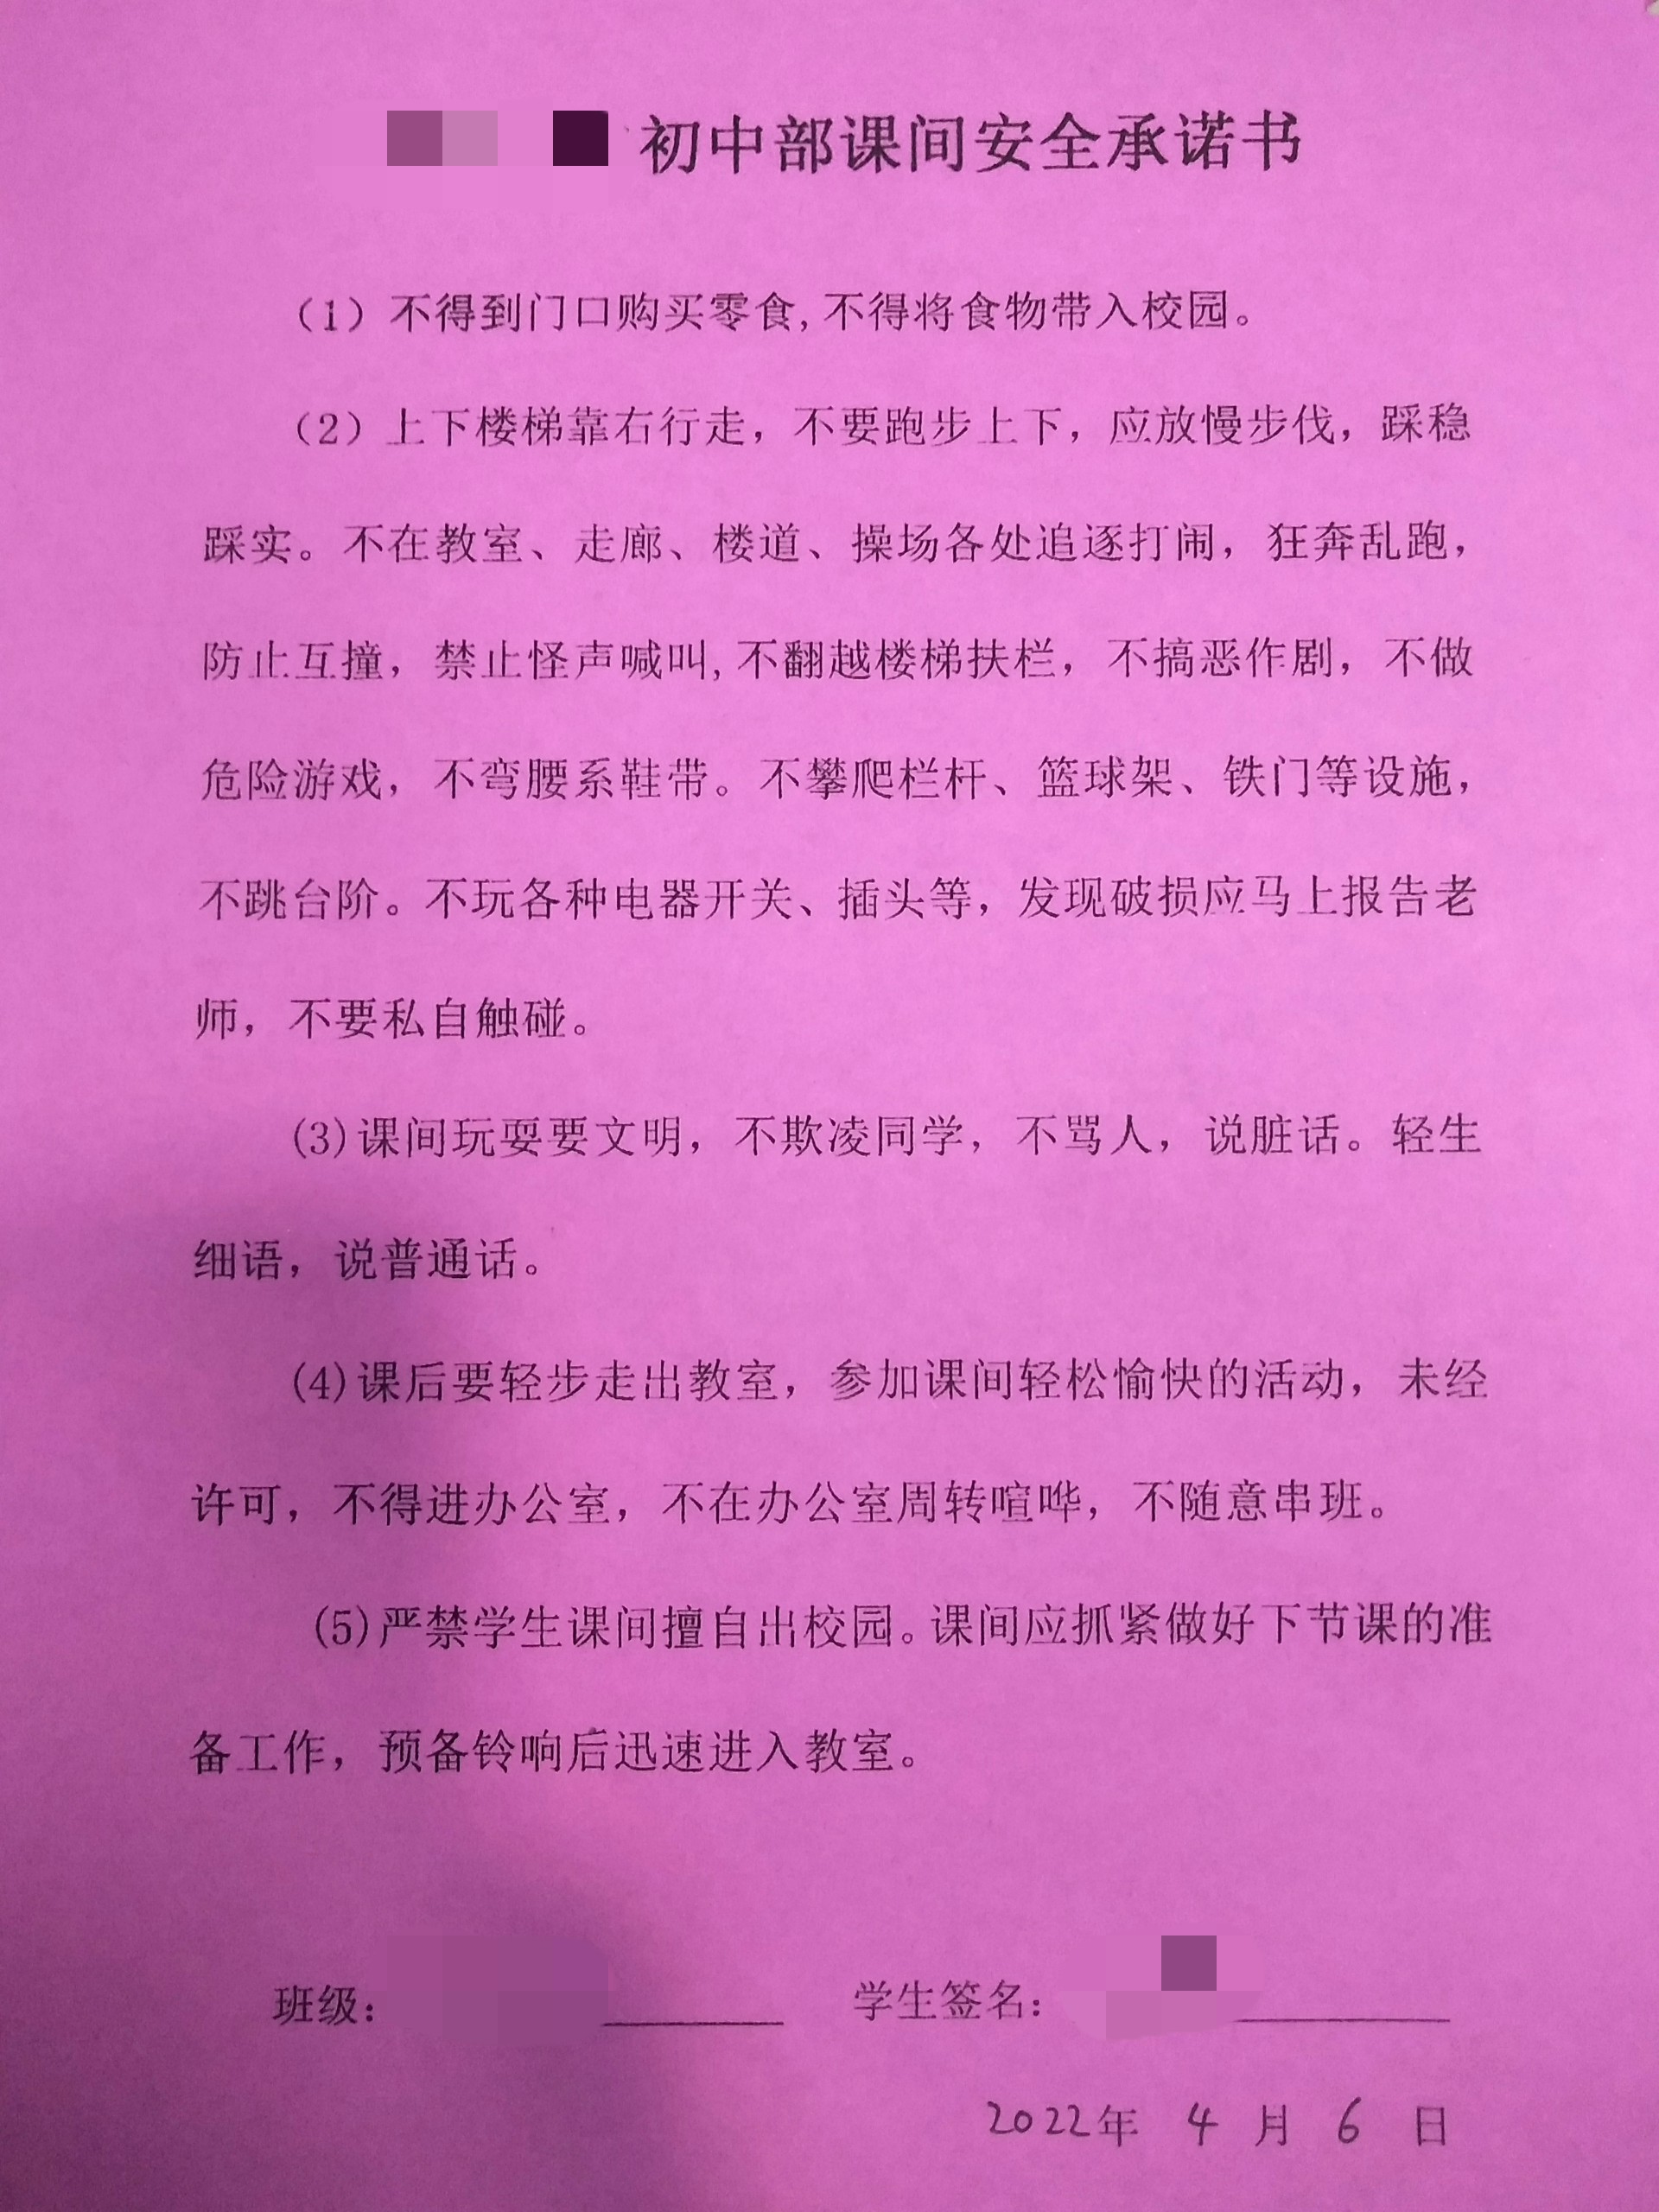 初中部课间安全承诺书
（1）不得到门口购买零食,不得将食物带入校园。
（2）上下楼梯靠右行走，不要跑步上下，应放慢步伐，踩稳
踩实。不在教室、走廊、楼道、操场各处追逐打闹，狂奔乱跑，
防止互撞，禁止怪声喊叫,不翻越楼梯扶栏，不搞恶作剧，不做
危险游戏，不弯腰系鞋带。不攀爬栏杆、篮球架、铁门等设施，
不跳台阶。不玩各种电器开关、插头等，发现破损应马上报告老
师，不要私自触碰。
(3)课间玩耍要文明，不欺凌同学，不骂人，说脏话。轻生
细语，说普通话。
(4)课后要轻步走出教室，参加课间轻松愉快的活动，未经
许可，不得进办公室，不在办公室周转喧哗，不随意串班。
(5)严禁学生课间擅自出校园。课间应抓紧做好下节课的准
备工作，预备铃响后迅速进入教室。
班级： 学生签名：
2022年 4 月 6 日